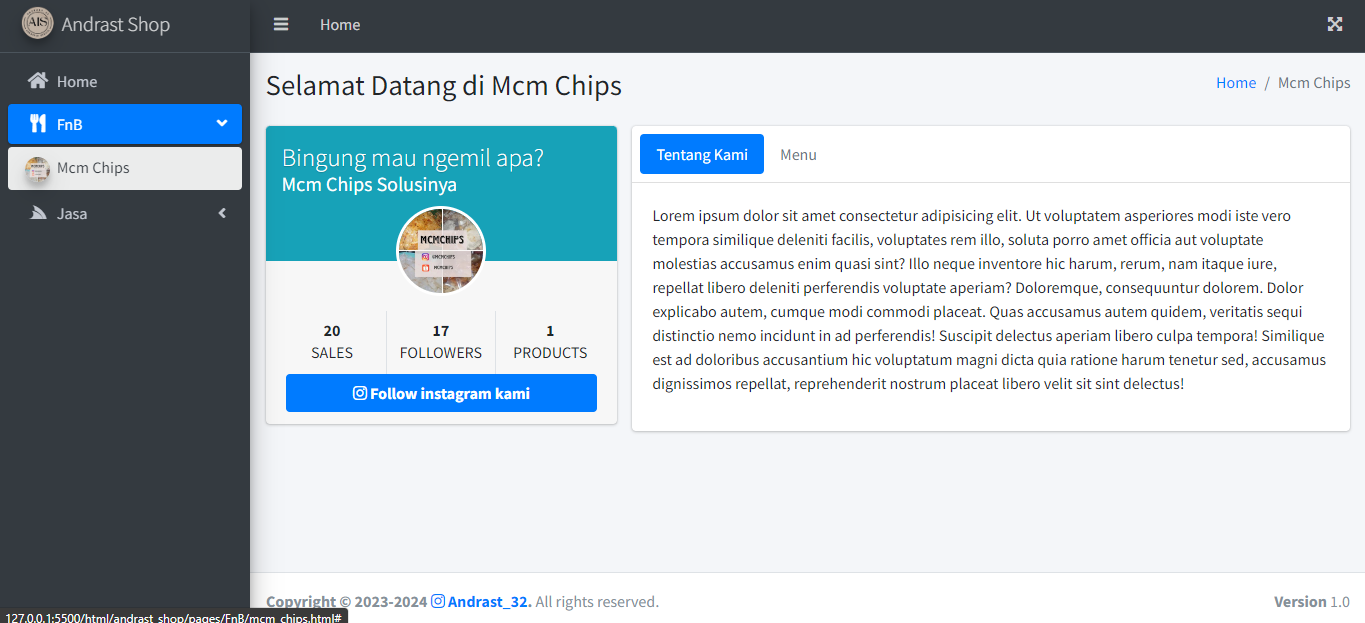 AIS
Andrast Shop
Home
Home
FnB
Mcm Chips
Jasa
Selamat Datang di Mcm Chips
Home / Mcm Chips
Bingung mau ngemil apa?
Mcm Chips Solusinya
MCMCHIPS
20
SALES
17
FOLLOWERS
1
PRODUCTS
Follow instagram kami
Tentang Kami
Menu
Lorem ipsum dolor sit amet consectetur adipisicing elit. Ut voluptatem asperiores modi iste vero
tempora similique deleniti facilis, voluptates rem illo, soluta porro amet officia aut voluptate
molestias accusamus enim quasi sint? Illo neque inventore hic harum, rerum, nam itaque iure,
repellat libero deleniti perferendis voluptate aperiam? Doloremque, consequuntur dolorem. Dolor
explicabo autem, cumque modi commodi placeat. Quas accusamus autem quidem, veritatis sequi
distinctio nemo incidunt in ad perferendis! Suscipit delectus aperiam libero culpa tempora! Similique
est ad doloribus accusantium hic voluptatum magni dicta quia ratione harum tenetur sed, accusamus
dignissimos repellat, reprehenderit nostrum placeat libero velit sit sint delectus!
Copyright © 2023-2024 Andrast_32. All rights reserved.
Version 1.0
127.0.0.1:5500/html/andrast_shop/pages/FnB/mcm_chips.html#